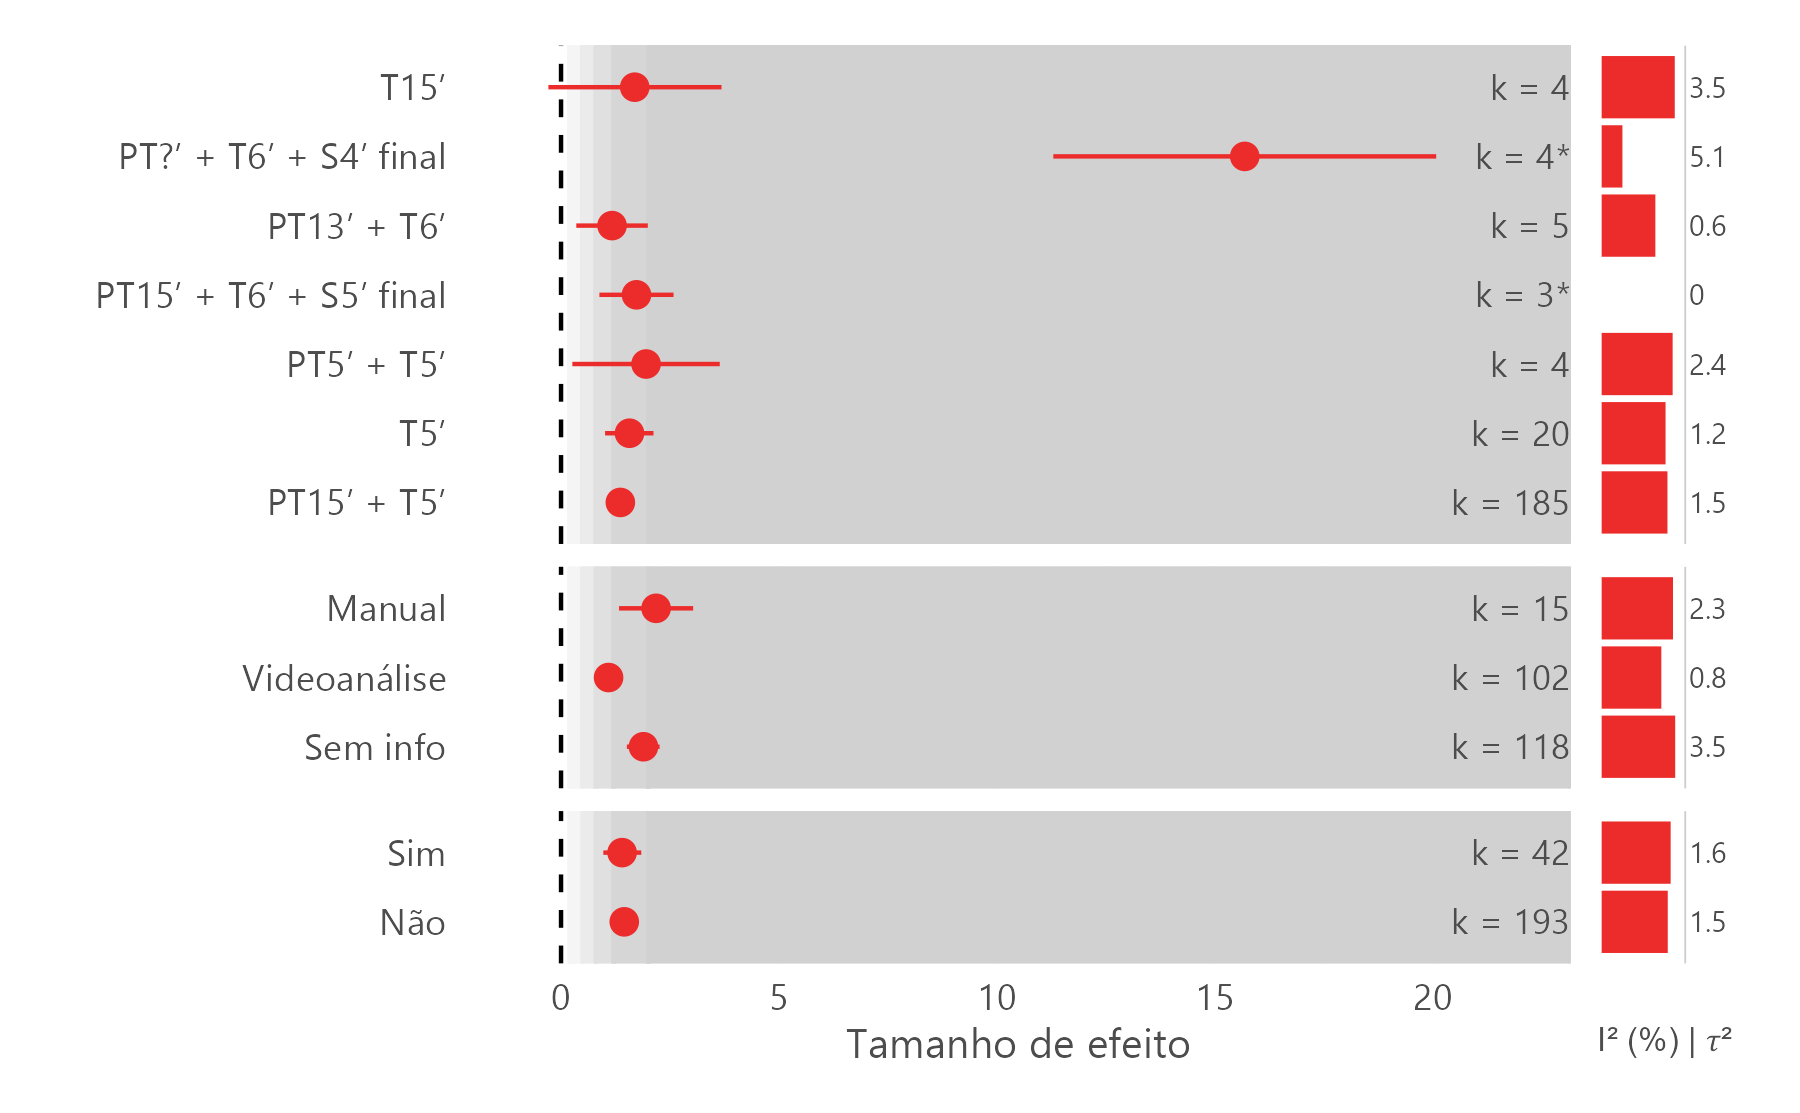 T15′ k = 4 3.5
PT?′ + T6′ + S4′ final k = 4* 5.1
PT13′ + T6′ k = 5 0.6
PT15′ + T6′ + S5′ final k = 3* 0
PT5′ + T5′ k = 4 2.4
T5′ k = 20 1.2
PT15′ + T5′ k = 185 1.5
Manual k = 15 2.3
Videoanálise k = 102 0.8
Sem info k = 118 3.5
Sim k = 42 1.6
Não k = 193 1.5
0 5 10 15 20
Tamanho de efeito
I² (%) | τ²